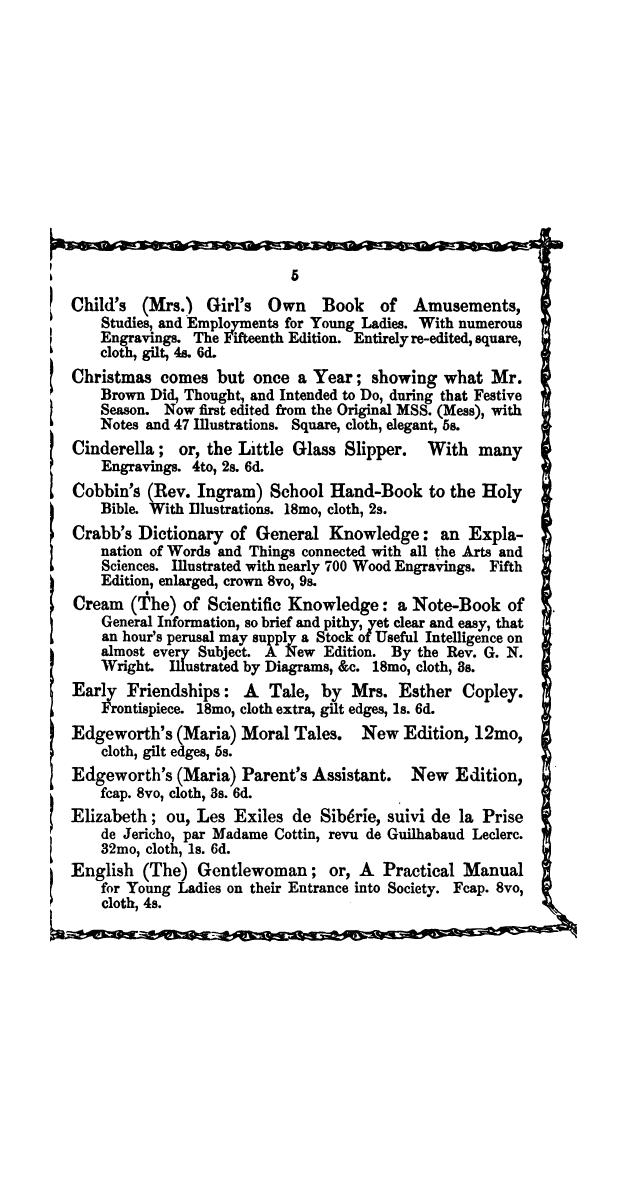 5
Child's (Mrs.) Girl's Own Book of Amusements,
Studies, and Employments for Young Ladies. With numerous
Engravings. The Fifteenth Edition. Entirely re-edited, square,
cloth, gilt, 4s. 6d.
Christmas comes but once a Year; showing what Mr.
Brown Did, Thought, and Intended to Do, during that Festive
Season. Now first edited from the Original MSS. (Mess), with
Notes and 47 Illustrations. Square, cloth, elegant, 5s.
Cinderella; or, the Little Glass Slipper. With many
Engravings. 4to, 2s. 6d.
Cobbin's (Rev. Ingram) School Hand-Book to the Holy
Bible. With Illustrations. 18mo, cloth, 2s.
Crabb's Dictionary of General Knowledge: an Expla-
nation of Words and Things connected with all the Arts and
Sciences. Illustrated with nearly 700 Wood Engravings. Fifth
Edition, enlarged, crown 8vo, 9s.
Cream (The) of Scientific Knowledge: a Note-Book of
General Information, so brief and pithy, yet clear and easy, that
an hour's perusal may supply a Stock of Useful Intelligence on
almost every Subject. A New Edition. By the Rev. G. N.
Wright. Illustrated by Diagrams, &c. 18mo, cloth, 3s.
Early Friendships: A Tale, by Mrs. Esther Copley.
Frontispiece. 18mo, cloth extra, gilt edges, 1s. 6d.
Edgeworth's (Maria) Moral Tales. New Edition, 12mo,
cloth, gilt edges, 5s.
Edgeworth's (Maria) Parent's Assistant. New Edition,
fcap. 8vo, cloth, 3s. 6d.
Elizabeth; ou, Les Exiles de Sibérie, suivi de la Prise
de Jericho, par Madame Cottin, revu de Guilhabaud Leclerc.
32mo, cloth, 1s. 6d.
English (The) Gentlewoman; or, A Practical Manual
for Young Ladies on their Entrance into Society. Fcap. 8vo,
cloth, 4s.